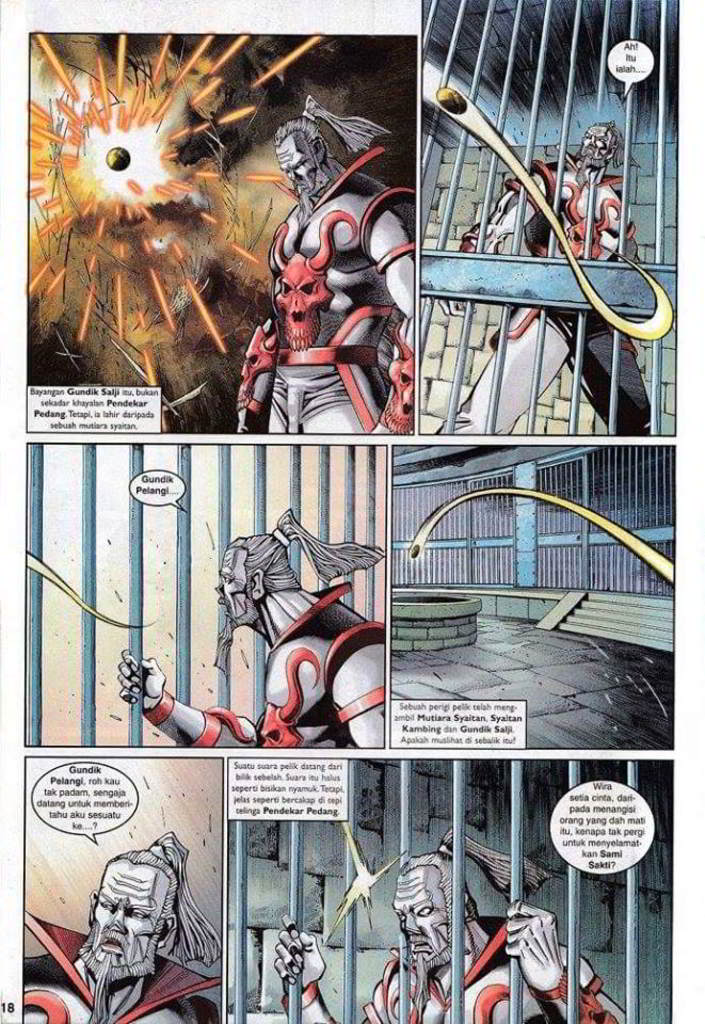 Bayangan Gundik Salji itu, bukan
sekadar khayalan Pendekar
Pedang. Tetapi, ia lahir daripada
sebuah mutiara syaitan.
Ah!
Itu
ialah....
Gundik
Pelangi....
Sebuah perigi pelik telah meng-
ambil Mutiara Syaitan, Syaitan
Kambing dan Gundik Salji.
Apakah muslihat di sebalik itu?
Gundik
Pelangi, roh kau
tak padam, sengaja
datang untuk memberi-
tahu aku sesuatu
ke....?
Suatu suara pelik datang dari
bilik sebelah. Suara itu halus
seperti bisikan nyamuk. Tetapi,
jelas seperti bercakap di tepi
telinga Pendekar Pedang.
Wira
setia cinta, dari-
pada menangisi
orang yang dah mati
itu, kenapa tak pergi
untuk menyelamat-
kan Sami
Sakti?
18